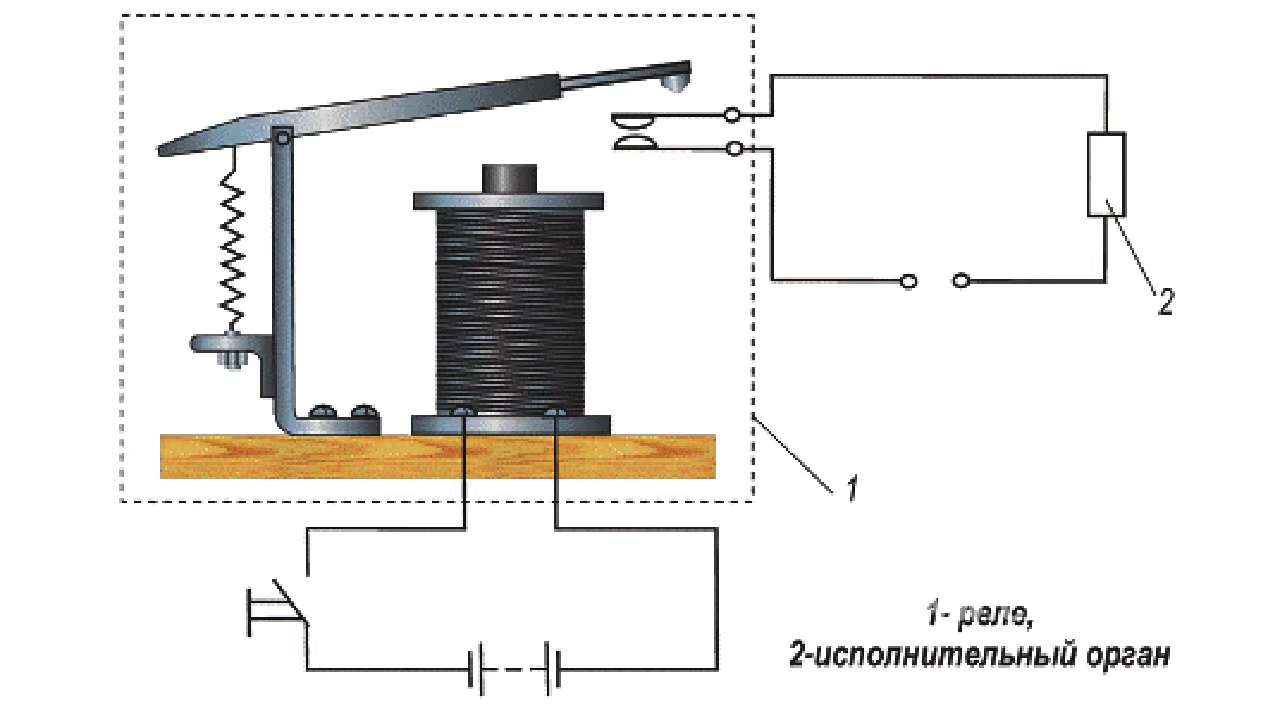 2
1
1- реле,
2-исполнительный орган